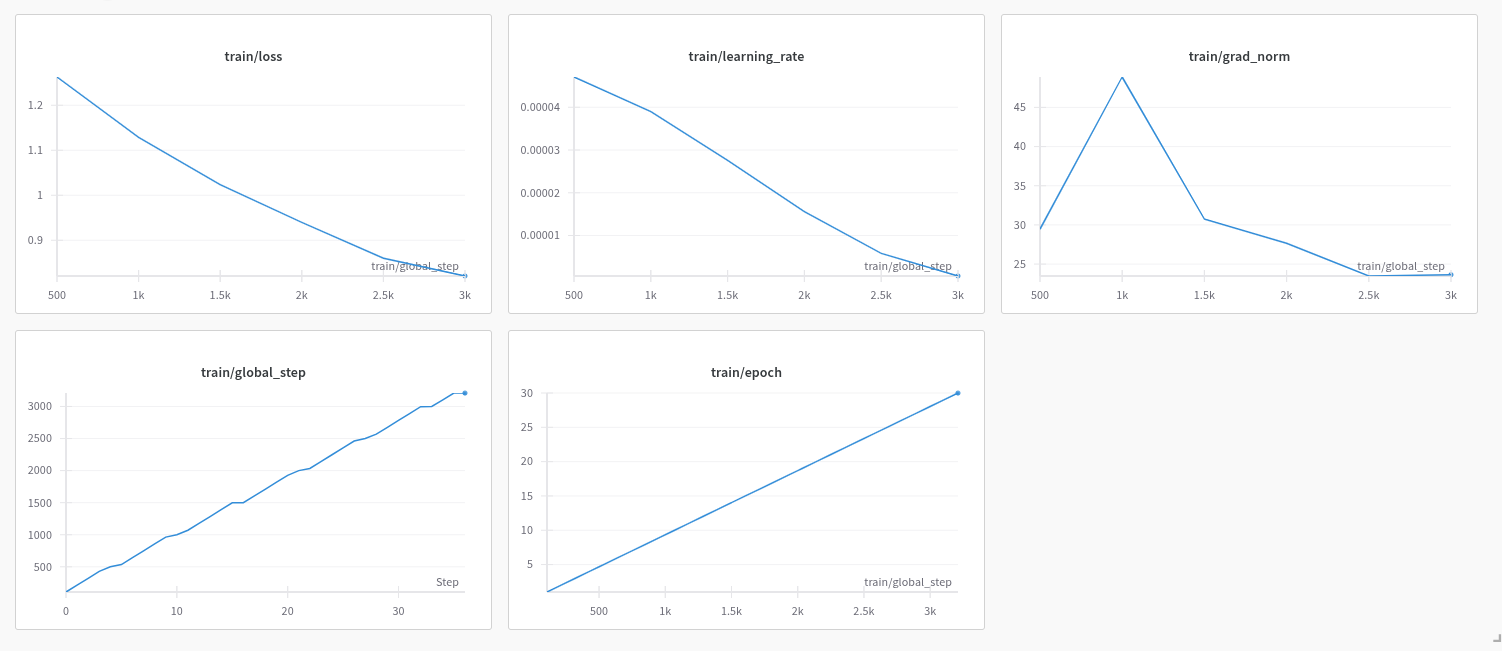 train/loss
1.2
1.1
1
0.9
train/global_step
500 1k 1.5k 2k 2.5k 3k
train/learning_rate
0.00004
0.00003
0.00002
0.00001
train/global_step
500 1k 1.5k 2k 2.5k 3k
train/grad_norm
45
40
35
30
25
train/global_step
500 1k 1.5k 2k 2.5k 3k
train/global_step
3000
2500
2000
1500
1000
500
Step
0 10 20 30
train/epoch
30
25
20
15
10
5
train/global_step
500 1k 1.5k 2k 2.5k 3k